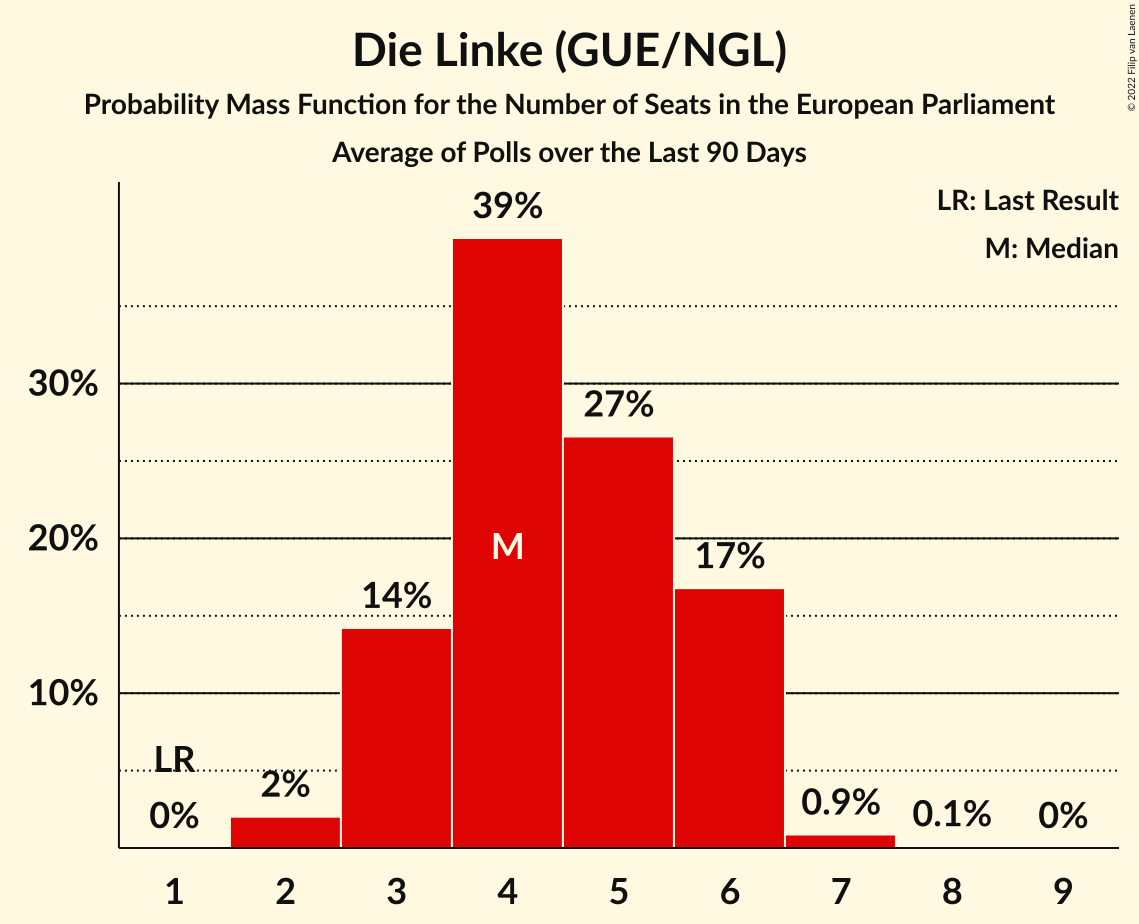 Die Linke (GUE/NGL)
Probability Mass Function for the Number of Seats in the European Parliament
Average of Polls over the Last 90 Days
© 2022 Filip van Laenen
LR: Last Result
M: Median
39%
30%
27%
20%
M
17%
14%
10%
LR
2%
0%
0.9%
0.1%
0%
1 2 3 4 5 6 7 8 9